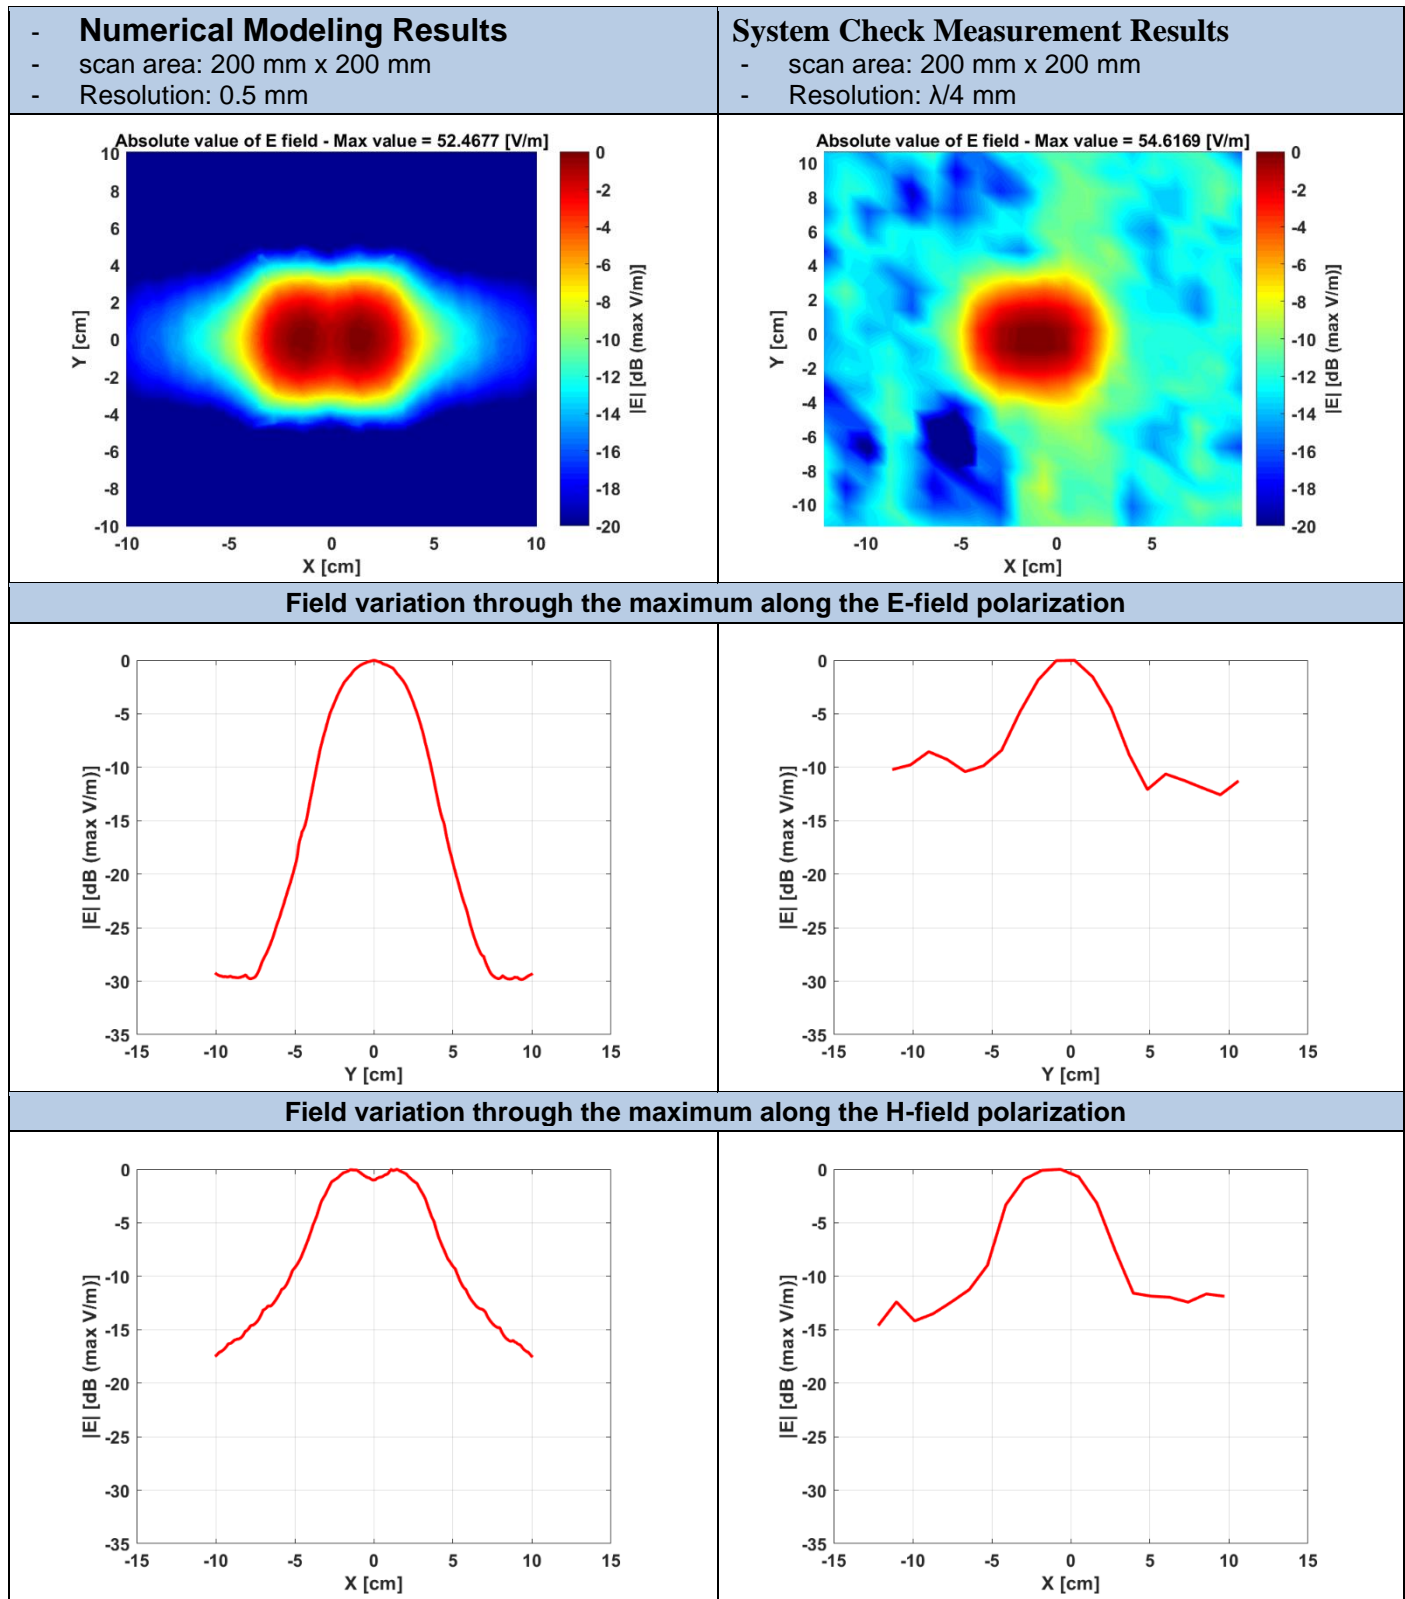 - Numerical Modeling Results
- scan area: 200 mm x 200 mm
- Resolution: 0.5 mm
System Check Measurement Results
- scan area: 200 mm x 200 mm
- Resolution: λ/4 mm
Absolute value of E field - Max value = 52.4677 [V/m]
10
8
6
4
2
0
-2
-4
-6
-8
-10
Y [cm]
-10 -5 0 5 10
X [cm]
0
-2
-4
-6
-8
-10
-12
-14
-16
-18
-20
|E| [dB (max V/m)]
Absolute value of E field - Max value = 54.6169 [V/m]
10
8
6
4
2
0
-2
-4
-6
-8
-10
Y [cm]
-10 -5 0 5
X [cm]
0
-2
-4
-6
-8
-10
-12
-14
-16
-18
-20
|E| [dB (max V/m)]
Field variation through the maximum along the E-field polarization
0
-5
-10
-15
-20
-25
-30
-35
|E| [dB (max V/m)]
-15 -10 -5 0 5 10 15
Y [cm]
0
-5
-10
-15
-20
-25
-30
-35
|E| [dB (max V/m)]
-15 -10 -5 0 5 10 15
Y [cm]
Field variation through the maximum along the H-field polarization
0
-5
-10
-15
-20
-25
-30
-35
|E| [dB (max V/m)]
-15 -10 -5 0 5 10 15
X [cm]
0
-5
-10
-15
-20
-25
-30
-35
|E| [dB (max V/m)]
-15 -10 -5 0 5 10 15
X [cm]